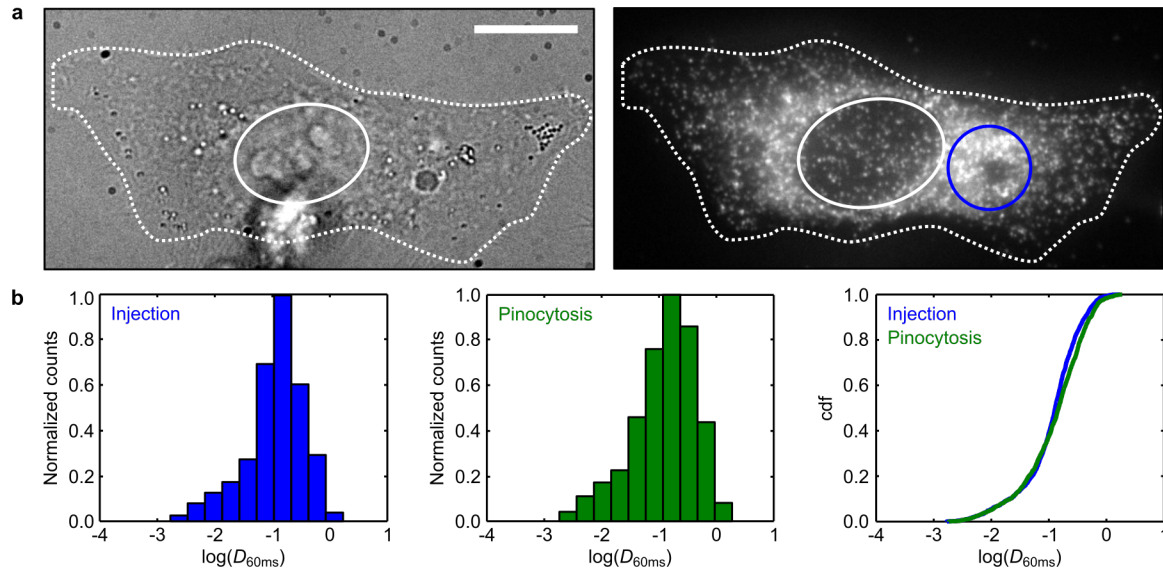 a
b
Injection
Normalized counts
1.0
0.8
0.6
0.4
0.2
0.0
-4 -3 -2 -1 0 1
log(D60ms)
Pinocytosis
Normalized counts
1.0
0.8
0.6
0.4
0.2
0.0
-4 -3 -2 -1 0 1
log(D60ms)
Injection
Pinocytosis
cdf
1.0
0.8
0.6
0.4
0.2
0.0
-4 -3 -2 -1 0 1
log(D60ms)